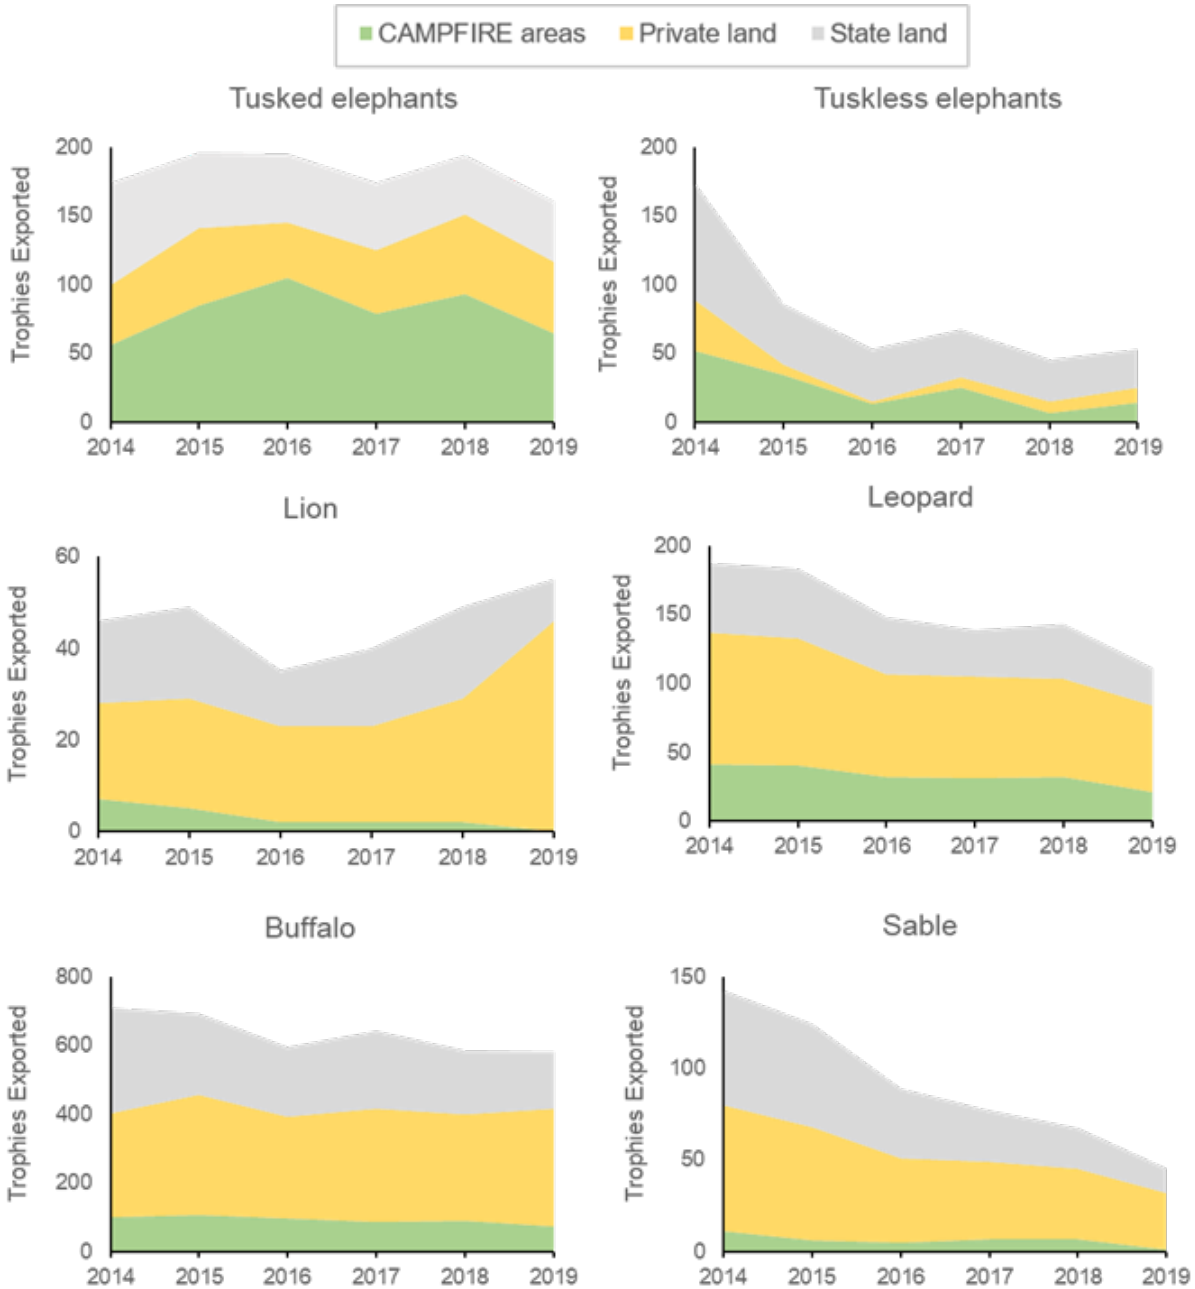 CAMPFIRE areas Private land State land
Tusked elephants
Trophies Exported
200
150
100
50
0
2014 2015 2016 2017 2018 2019
Tuskless elephants
Trophies Exported
200
150
100
50
0
2014 2015 2016 2017 2018 2019
Lion
Trophies Exported
60
40
20
0
2014 2015 2016 2017 2018 2019
Leopard
Trophies Exported
200
150
100
50
0
2014 2015 2016 2017 2018 2019
Buffalo
Trophies Exported
800
600
400
200
0
2014 2015 2016 2017 2018 2019
Sable
Trophies Exported
150
100
50
0
2014 2015 2016 2017 2018 2019